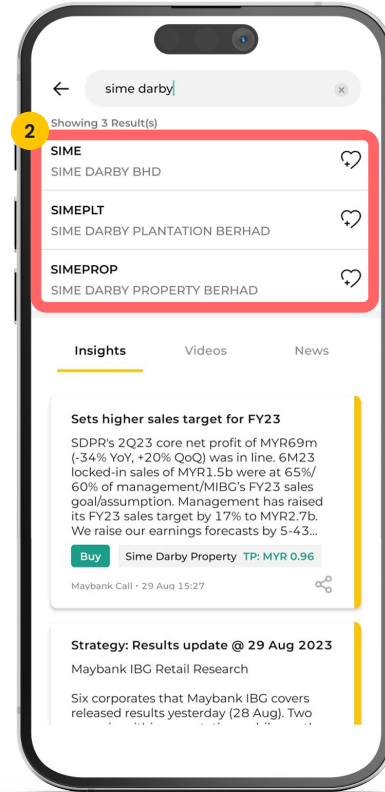 sime darby
Showing 3 Result(s)
2
SIME
SIME DARBY BHD
SIMEPLT
SIME DARBY PLANTATION BERHAD
SIMEPROP
SIME DARBY PROPERTY BERHAD
Insights Videos News
Sets higher sales target for FY23
SDPR's 2Q23 core net profit of MYR69m
(-34% YoY, +20% QoQ) was in line. 6M23
locked-in sales of MYR1.5b were at 65%/
60% of management/MIBG's FY23 sales
goal/assumption. Management has raised
its FY23 sales target by 17% to MYR2.7b.
We raise our earnings forecasts by 5-43...
Buy Sime Darby Property TP: MYR 0.96
Maybank Call • 29 Aug 15:27
Strategy: Results update @ 29 Aug 2023
Maybank IBG Retail Research
Six corporates that Maybank IBG covers
released results yesterday (28 Aug). Two